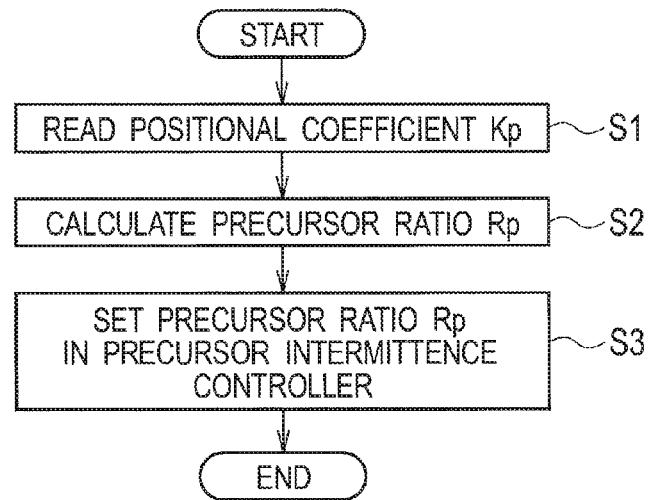 START
READ POSITIONAL COEFFICIENT Kp
S1
CALCULATE PRECURSOR RATIO Rp
S2
SET PRECURSOR RATIO Rp
IN PRECURSOR INTERMITTENCE
CONTROLLER
S3
END